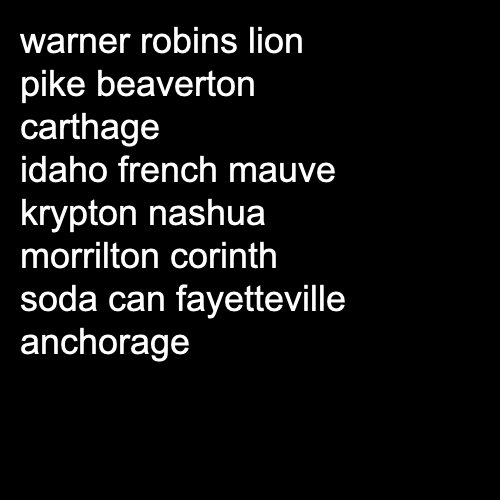 warner robins lion
pike beaverton
carthage
idaho french mauve
krypton nashua
morrilton corinth
soda can fayetteville
anchorage